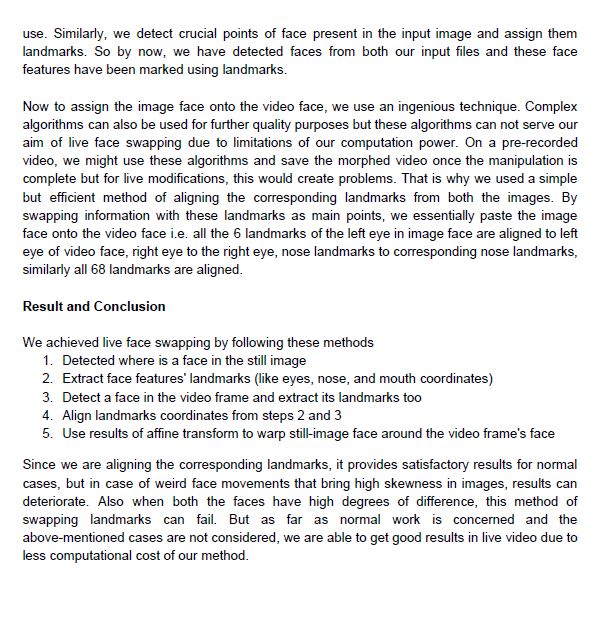 use. Similarly, we detect crucial points of face present in the input image and assign them
landmarks. So by now, we have detected faces from both our input files and these face
features have been marked using landmarks.
Now to assign the image face onto the video face, we use an ingenious technique. Complex
algorithms can also be used for further quality purposes but these algorithms can not serve our
aim of live face swapping due to limitations of our computation power. On a pre-recorded
video, we might use these algorithms and save the morphed video once the manipulation is
complete but for live modifications, this would create problems. That is why we used a simple
but efficient method of aligning the corresponding landmarks from both the images. By
swapping information with these landmarks as main points, we essentially paste the image
face onto the video face i.e. all the 6 landmarks of the left eye in image face are aligned to left
eye of video face, right eye to the right eye, nose landmarks to corresponding nose landmarks,
similarly all 68 landmarks are aligned.
Result and Conclusion
We achieved live face swapping by following these methods
1. Detected where is a face in the still image
2. Extract face features' landmarks (like eyes, nose, and mouth coordinates)
3. Detect a face in the video frame and extract its landmarks too
4. Align landmarks coordinates from steps 2 and 3
5. Use results of affine transform to warp still-image face around the video frame's face
Since we are aligning the corresponding landmarks, it provides satisfactory results for normal
cases, but in case of weird face movements that bring high skewness in images, results can
deteriorate. Also when both the faces have high degrees of difference, this method of
swapping landmarks can fail. But as far as normal work is concerned and the
above-mentioned cases are not considered, we are able to get good results in live video due to
less computational cost of our method.